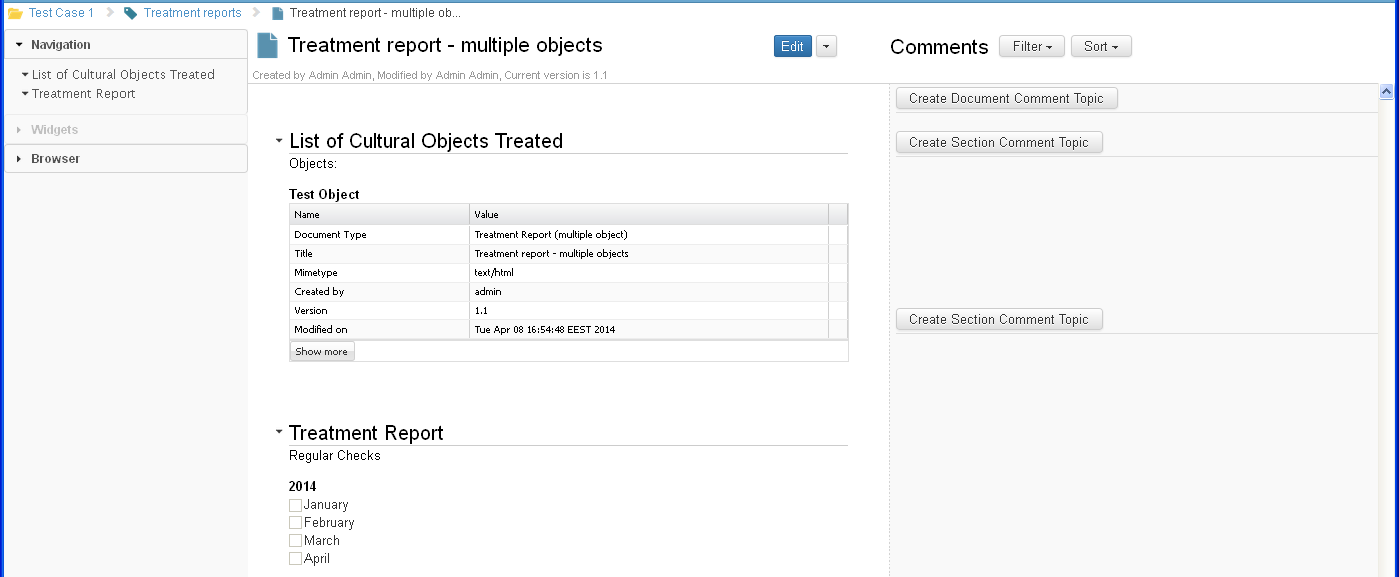 Test Case 1 Treatment reports Treatment report - multiple ob...
Navigation
List of Cultural Objects Treated
Treatment Report
Widgets
Browser
Treatment report - multiple objects
Edit
Created by Admin Admin, Modified by Admin Admin, Current version is 1.1
List of Cultural Objects Treated
Objects:
Test Object
Name Value
Document Type Treatment Report (multiple object)
Title Treatment report - multiple objects
Mimetype text/html
Created by admin
Version 1.1
Modified on Tue Apr 08 16:54:48 EEST 2014
Show more
Treatment Report
Regular Checks
2014
January
February
March
April
Comments Filter Sort
Create Document Comment Topic
Create Section Comment Topic
Create Section Comment Topic